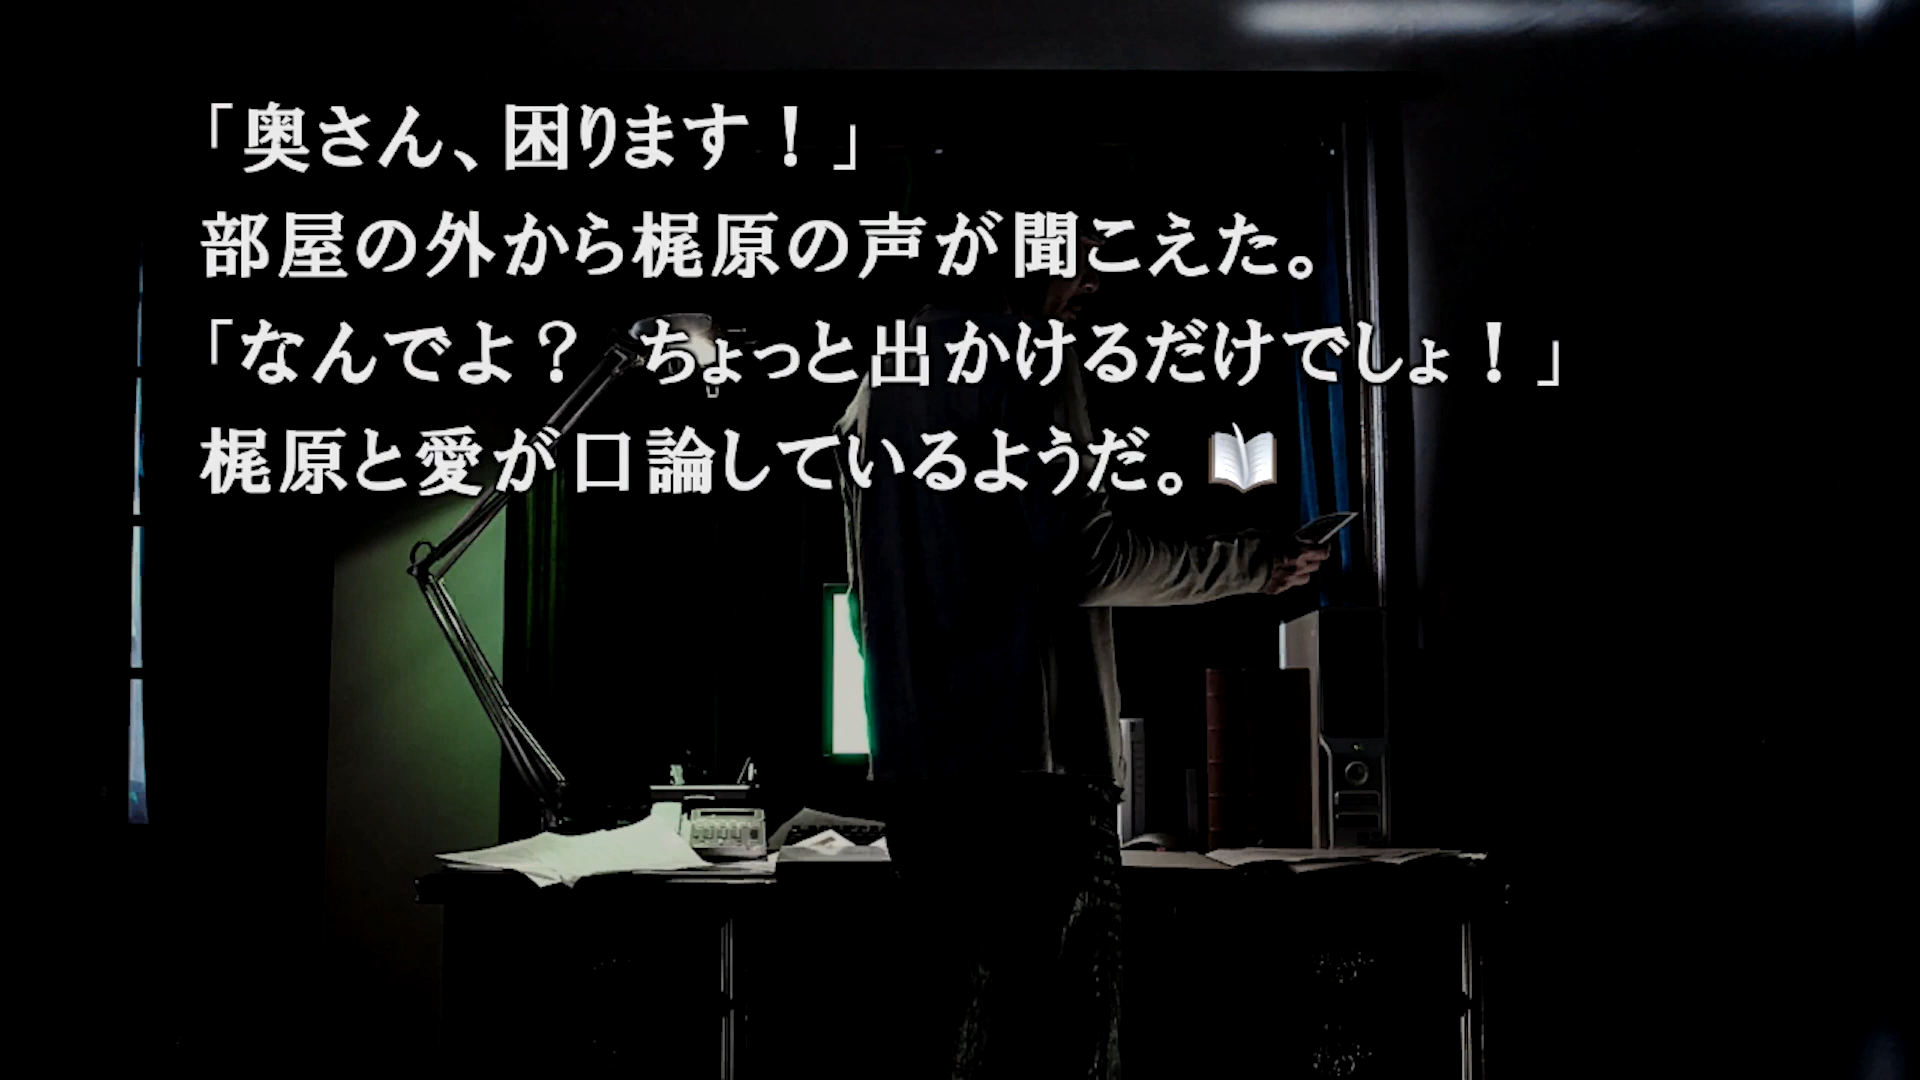 「奥さん、困ります！」
部屋の外から梶原の声が聞こえた。
「なんでよ？　ちょっと出かけるだけでしょ！」
梶原と愛が口論しているようだ。